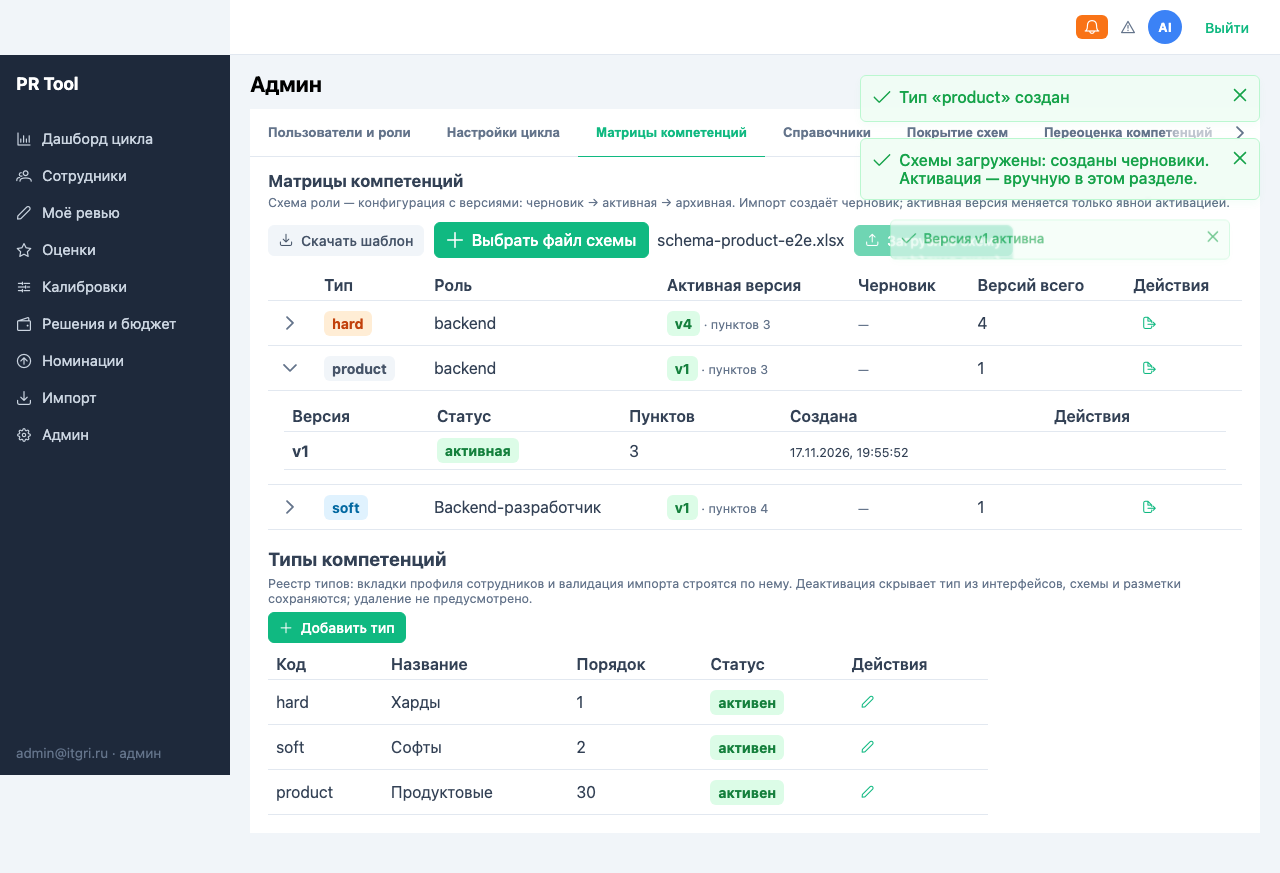 AI
Выйти
PR Tool
Дашборд цикла
Сотрудники
Моё ревью
Оценки
Калибровки
Решения и бюджет
Номинации
Импорт
Админ
admin@itgri.ru · админ
Админ
Тип «product» создан
Пользователи и роли
Настройки цикла
Матрицы компетенций
Справочники
Покрытие схем
Переоценка компетенций
Схемы загружены: созданы черновики.
Активация — вручную в этом разделе.
Матрицы компетенций
Схема роли — конфигурация с версиями: черновик → активная → архивная. Импорт создаёт черновик; активная версия меняется только явной активацией.
Скачать шаблон
Выбрать файл схемы
schema-product-e2e.xlsx
Версия v1 активна
Тип Роль Активная версия Черновик Версий всего Действия
hard backend v4 · пунктов 3 — 4
product backend v1 · пунктов 3 — 1
Версия Статус Пунктов Создана Действия
v1 активная 3 17.11.2026, 19:55:52
soft Backend-разработчик v1 · пунктов 4 — 1
Типы компетенций
Реестр типов: вкладки профиля сотрудников и валидация импорта строятся по нему. Деактивация скрывает тип из интерфейсов, схемы и разметки
сохраняются; удаление не предусмотрено.
Добавить тип
Код Название Порядок Статус Действия
hard Харды 1 активен
soft Софты 2 активен
product Продуктовые 30 активен